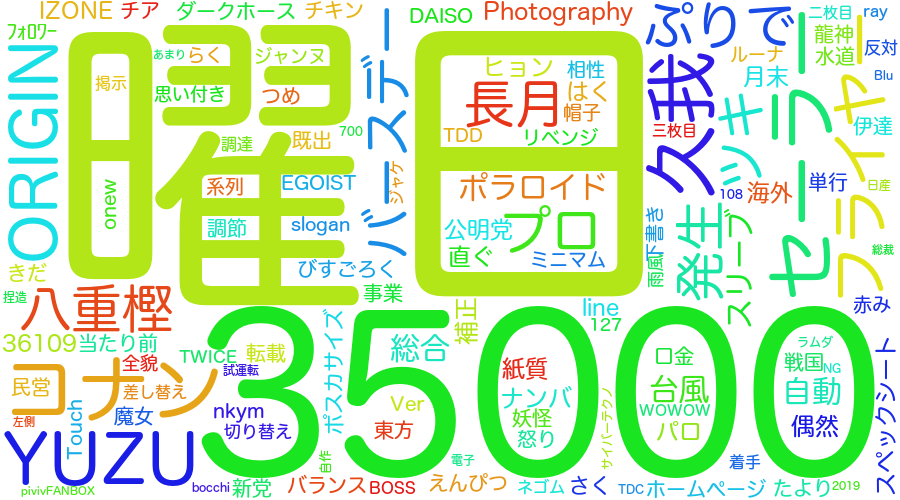 IZONE
チア
ダークホース
チキン
DAISO
Photography
ぷりで
二枚目
ray
ﾌｫﾛﾜｰ
あまり
らく
ジャンヌ
ヒョン
相性
ルーナ
龍神
水道
反対
ORIGIN
掲示
思い付き
つめ
バースデー
長月
はく
帽子
久我
月末
Blu
曜日
700
TDD
リベンジ
三枚目
ツキ
セーラー
ライヤ
フライヤー
伊達
調達
既出
系列
EGOIST
ジャケ
ポラロイド
108
海外
単行
日産
onew
調節
slogan
公明党
プロ
下書き
発生
スリーブ
直ぐ
ミニマム
雨風
総裁
きだ
びすごろく
捏造
八重樫
事業
補正
line
127
赤み
36109
当たり前
TWICE
転載
ポスカサイズ
総合
35000
口金
ラムダ
戦国
NG
コナン
民営
全貌
差し替え
試運転
紙質
ナンバ
台風
自動
スペックシート
左側
Touch
魔女
nkym
切り替え
Ver
東方
妖怪
怒り
WOWOW
パロ
偶然
YUZU
サイバーテクノ
自作
電子
着手
pivivFANBOX
bocchi
新党
バランス
BOSS
えんぴつ
ネゴム
さく
TDC
ホームページ
たより
2019